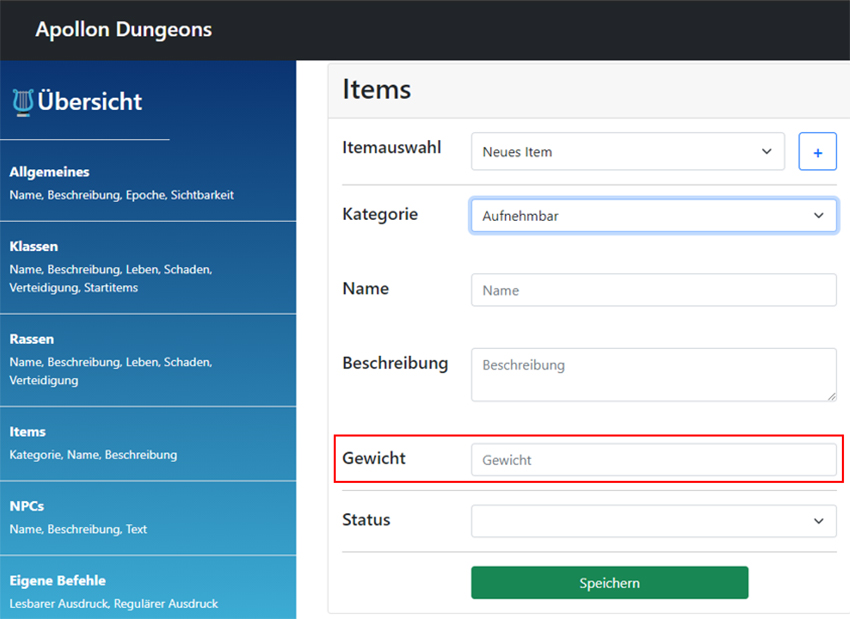 Apollon Dungeons
Übersicht
Allgemeines
Name, Beschreibung, Epoche, Sichtbarkeit
Klassen
Name, Beschreibung, Leben, Schaden,
Verteidigung, Startitems
Rassen
Name, Beschreibung, Leben, Schaden,
Verteidigung
Items
Kategorie, Name, Beschreibung
NPCs
Name, Beschreibung, Text
Eigene Befehle
Lesbarer Ausdruck, Regulärer Ausdruck
Items
Itemauswahl Neues Item +
Kategorie Aufnehmbar
Name Name
Beschreibung Beschreibung
Gewicht Gewicht
Status
Speichern